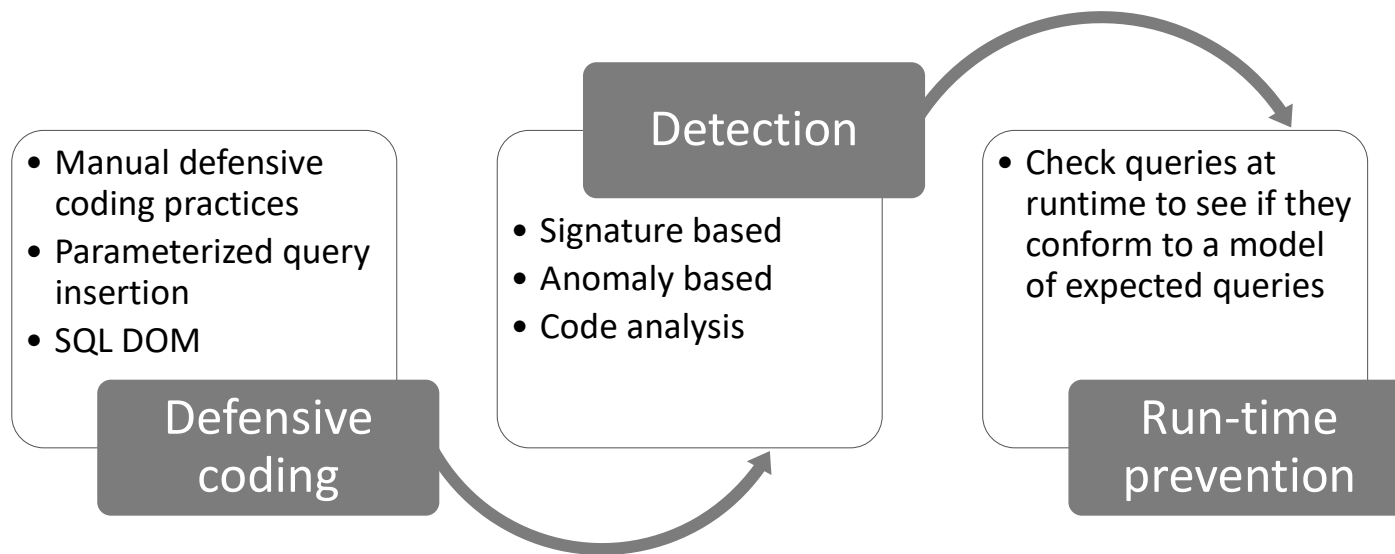 • Manual defensive
coding practices
• Parameterized query
insertion
• SQL DOM
Defensive
coding
Detection
• Signature based
• Anomaly based
• Code analysis
• Check queries at
runtime to see if they
conform to a model
of expected queries
Run-time
prevention